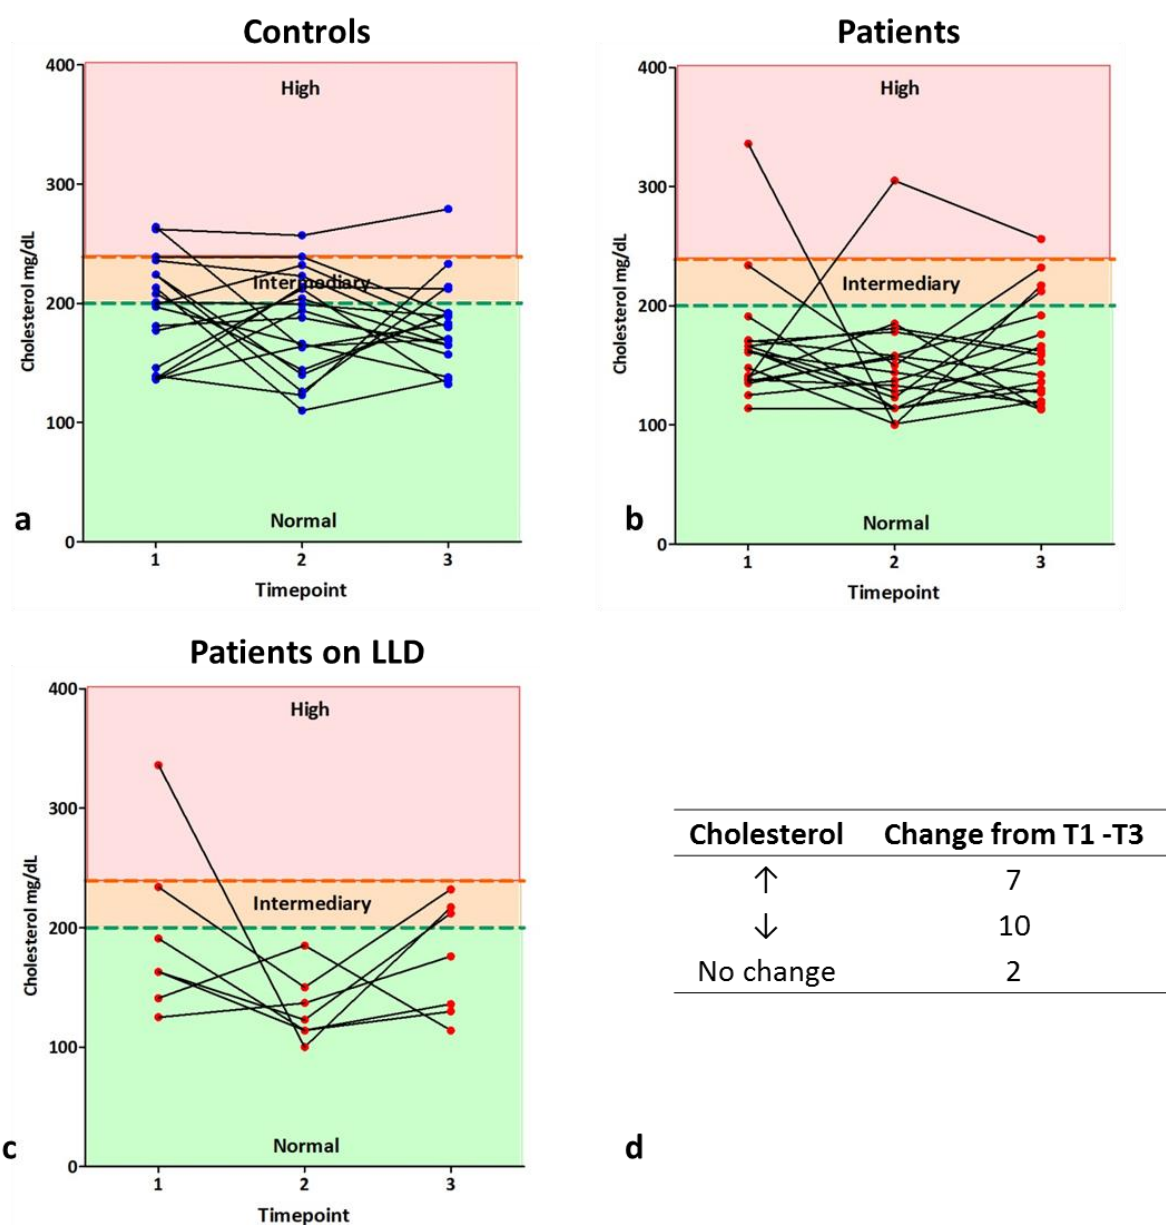 Controls
400
High
300
Cholesterol mg/dL
Intermediary
200
100
Normal
0
1 2 3
Timepoint
a
Patients
400
High
300
Cholesterol mg/dL
Intermediary
200
100
Normal
0
1 2 3
Timepoint
b
Patients on LLD
400
High
300
Cholesterol mg/dL
Intermediary
200
100
Normal
0
1 2 3
Timepoint
c
Cholesterol Change from T1 -T3
↑ 7
↓ 10
No change 2
d